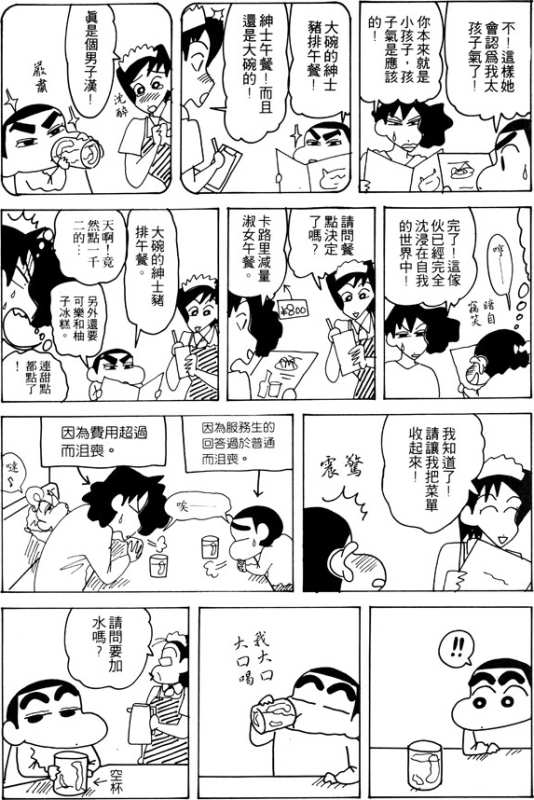 不!這樣她
會認為我太
孩子氣了!
你本來就是
小孩子,孩
子氣是應該
的!
大碗的紳士
豬排午餐!
紳士午餐!而且
還是大碗的!
沈醉
真是個男子漢!
嚴肅
完了!這傢
伙已經完全
沈浸在自我
的世界中!
暗自
竊笑
請問餐
點決定
了嗎?
¥800
卡路里減量
淑女午餐。
大碗的紳士豬
排午餐。
天啊!竟
然點一千
二的…
另外還要
可樂和柚
子冰糕。
連甜點
都點了
!
我知道了!
請讓我把菜單
收起來!
震驚
因為服務生的
回答過於普通
而沮喪。
因為費用超過
而沮喪。
唉……
!!
我大口
大口喝
請問要加
水嗎?
空杯